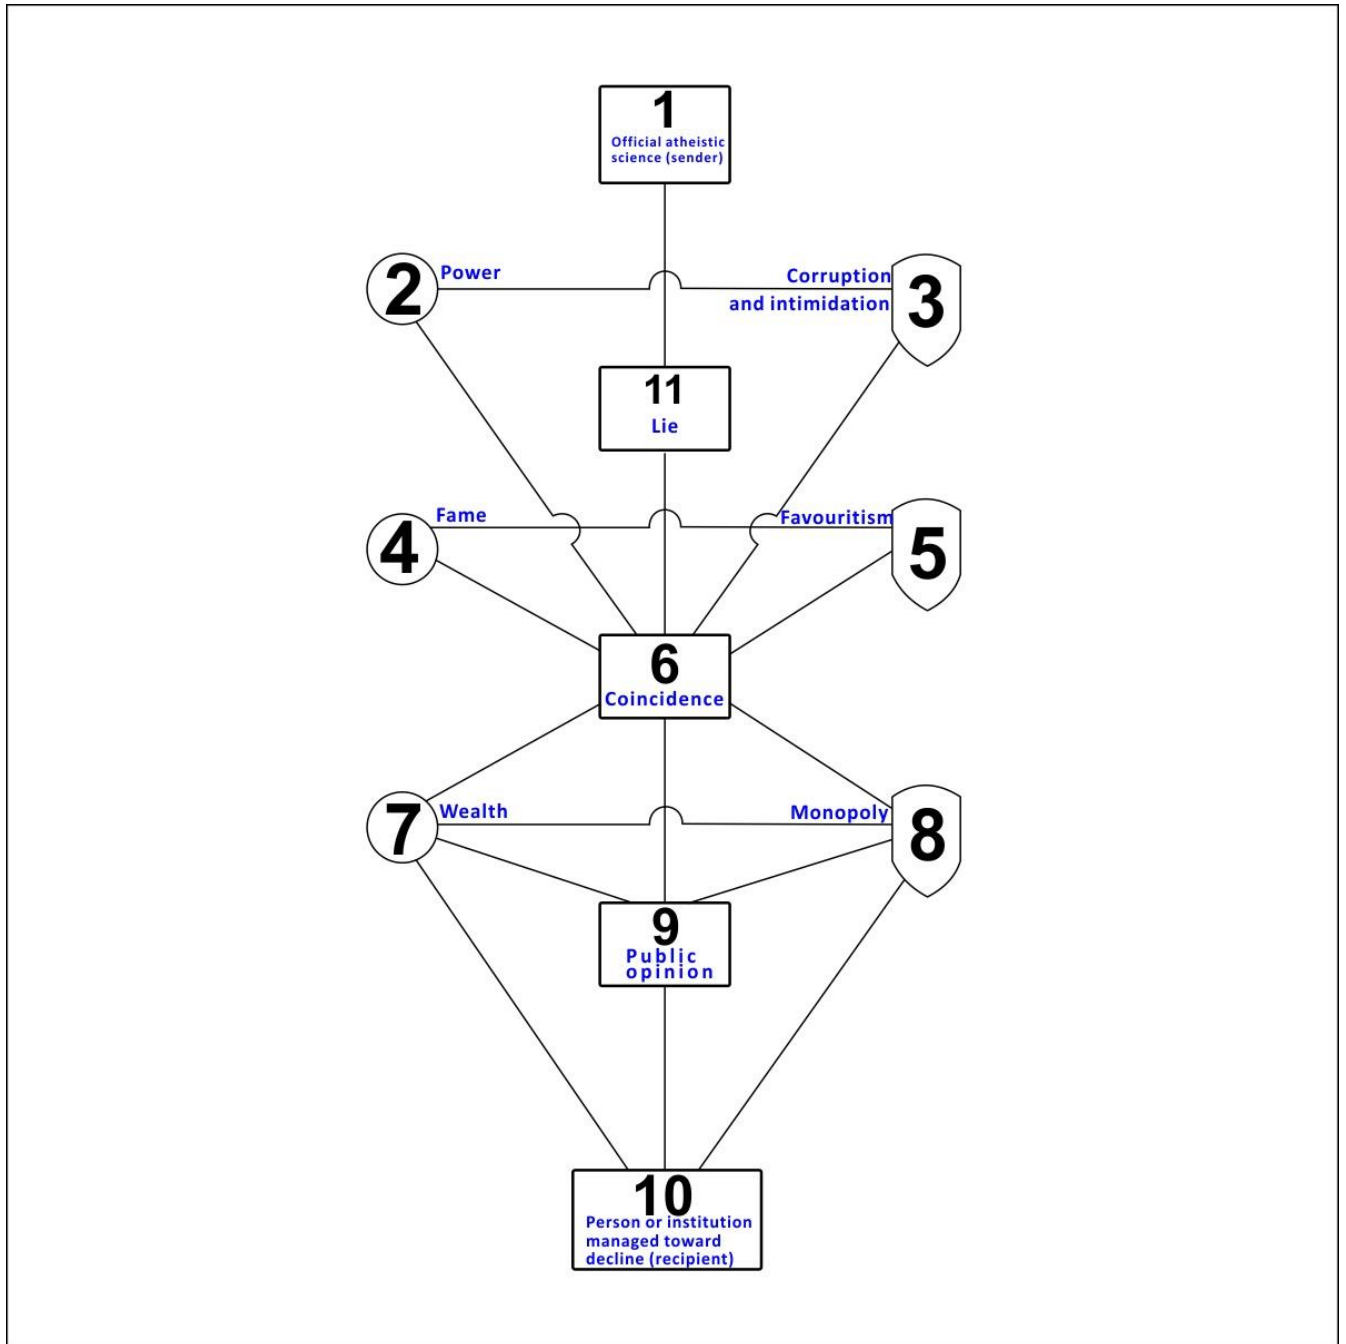 1
Official atheistic
science (sender)
2
Power
Corruption
and intimidation
3
11
Lie
4
Fame
Favouritism
5
6
Coincidence
7
Wealth
Monopoly
8
9
Public
opinion
10
Person or institution
managed toward
decline (recipient)